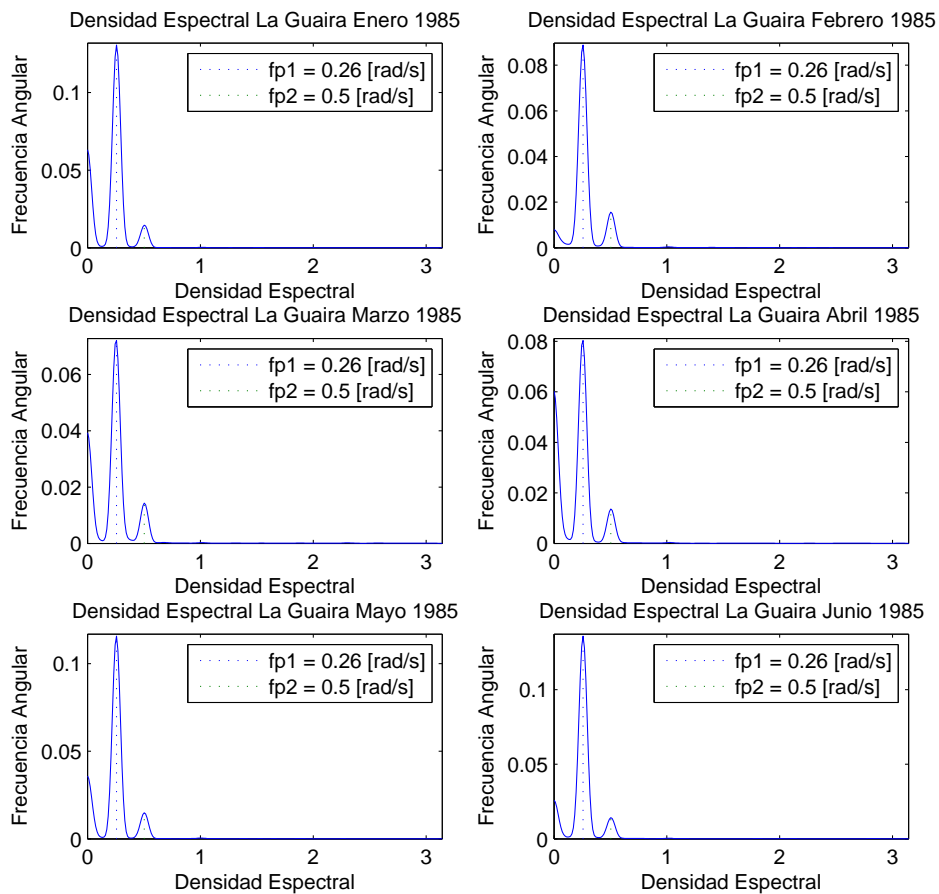 Densidad Espectral La Guaira Enero 1985
Frecuencia Angular
0.1
0.05
0
fp1 = 0.26 [rad/s]
fp2 = 0.5 [rad/s]
0 1 2 3
Densidad Espectral
Densidad Espectral La Guaira Febrero 1985
Frecuencia Angular
0.08
0.06
0.04
0.02
0
fp1 = 0.26 [rad/s]
fp2 = 0.5 [rad/s]
0 1 2 3
Densidad Espectral
Densidad Espectral La Guaira Marzo 1985
Frecuencia Angular
0.06
0.04
0.02
0
fp1 = 0.26 [rad/s]
fp2 = 0.5 [rad/s]
0 1 2 3
Densidad Espectral
Densidad Espectral La Guaira Abril 1985
Frecuencia Angular
0.08
0.06
0.04
0.02
0
fp1 = 0.26 [rad/s]
fp2 = 0.5 [rad/s]
0 1 2 3
Densidad Espectral
Densidad Espectral La Guaira Mayo 1985
Frecuencia Angular
0.1
0.05
0
fp1 = 0.26 [rad/s]
fp2 = 0.5 [rad/s]
0 1 2 3
Densidad Espectral
Densidad Espectral La Guaira Junio 1985
Frecuencia Angular
0.1
0.05
0
fp1 = 0.26 [rad/s]
fp2 = 0.5 [rad/s]
0 1 2 3
Densidad Espectral